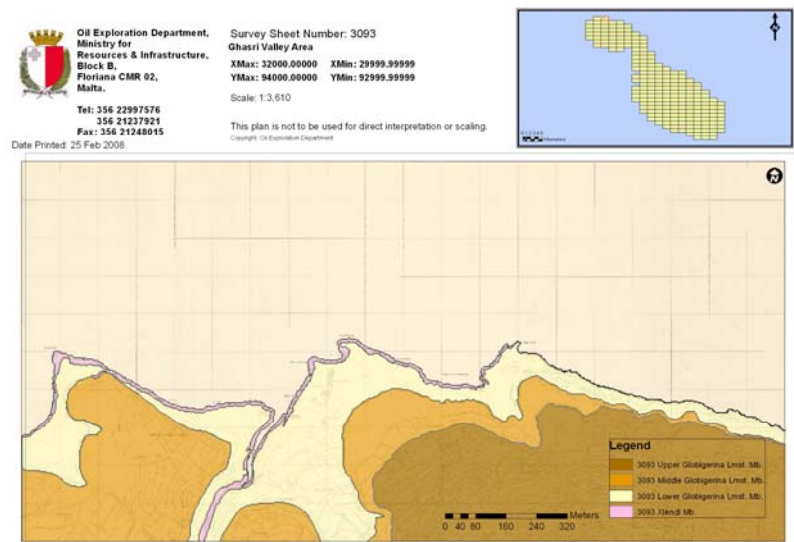 Oil Exploration Department,
Ministry for
Resources & Infrastructure,
Block B,
Floriana CMR 02,
Malta.
Tel: 356 22997576
356 21237921
Fax: 356 21248015
Date Printed: 25 Feb 2008
Survey Sheet Number: 3093
Ghasri Valley Area
XMax: 32000.00000 XMin: 29999.99999
YMax: 94000.00000 YMin: 92999.99999
Scale: 1:3,610
This plan is not to be used for direct interpretation or scaling.
Copyright: Oil Exploration Department
Legend
3093 Upper Globigerina Lmst. Mb.
3093 Middle Globigerina Lmst. Mb.
3093 Lower Globigerina Lmst. Mb.
3093 Xlendi Mb.
Meters
0 40 80 160 240 320